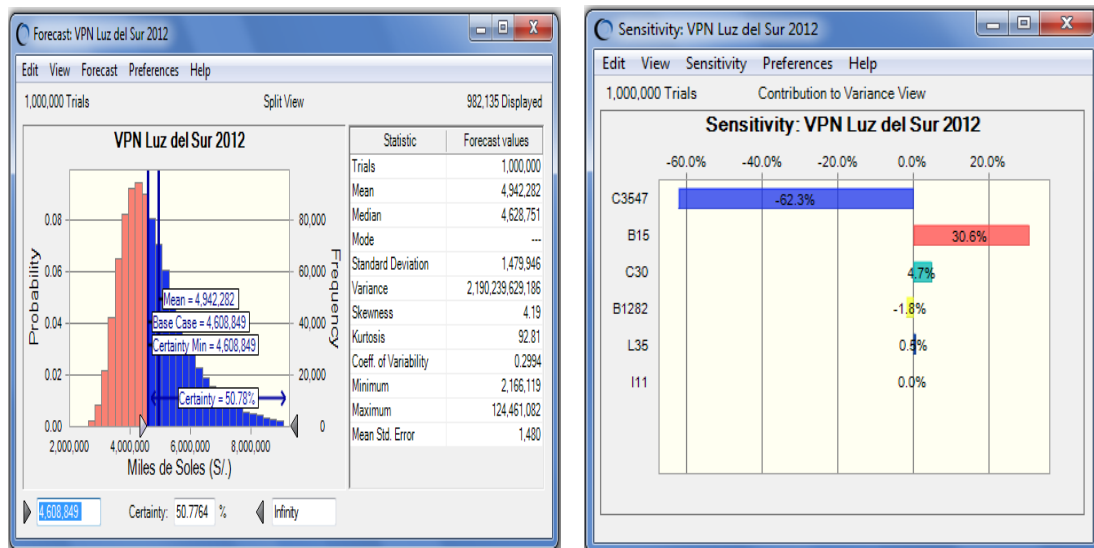 Forecast: VPN Luz del Sur 2012
Edit View Forecast Preferences Help
1,000,000 Trials Split View 982,135 Displayed
VPN Luz del Sur 2012
Probability
0.08
0.06
0.04
0.02
0.00
Frequency
80,000
60,000
40,000
20,000
0
Mean = 4,942,282
Base Case = 4,608,849
Certainty Min = 4,608,849
Certainty = 50.78%
2,000,000 4,000,000 6,000,000 8,000,000
Miles de Soles (S/.)
Statistic Forecast values
Trials 1,000,000
Mean 4,942,282
Median 4,628,751
Mode ---
Standard Deviation 1,479,946
Variance 2,190,239,629,186
Skewness 4.19
Kurtosis 92.81
Coeff. of Variability 0.2994
Minimum 2,166,119
Maximum 124,461,082
Mean Std. Error 1,480
4,608,849 Certainty: 50.7764 % Infinity
Sensitivity: VPN Luz del Sur 2012
Edit View Sensitivity Preferences Help
1,000,000 Trials Contribution to Variance View
Sensitivity: VPN Luz del Sur 2012
-60.0% -40.0% -20.0% 0.0% 20.0%
C3547 -62.3%
B15 30.6%
C30 4.7%
B1282 -1.8%
L35 0.5%
I11 0.0%